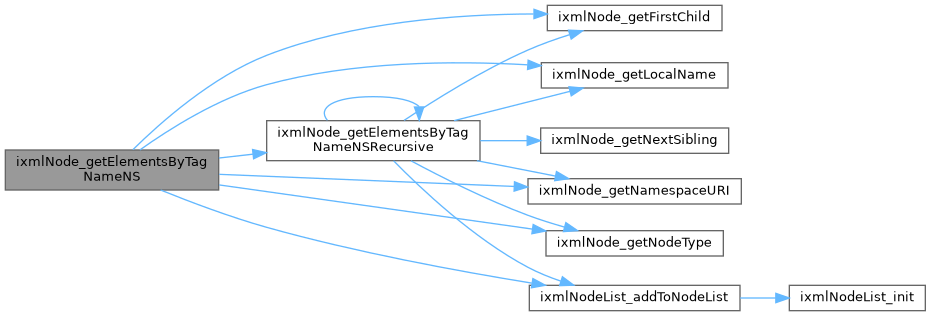 ixmlNode_getFirstChild
ixmlNode_getLocalName
ixmlNode_getElementsByTag
NameNSRecursive
ixmlNode_getNextSibling
ixmlNode_getElementsByTag
NameNS
ixmlNode_getNamespaceURI
ixmlNode_getNodeType
ixmlNodeList_addToNodeList
ixmlNodeList_init